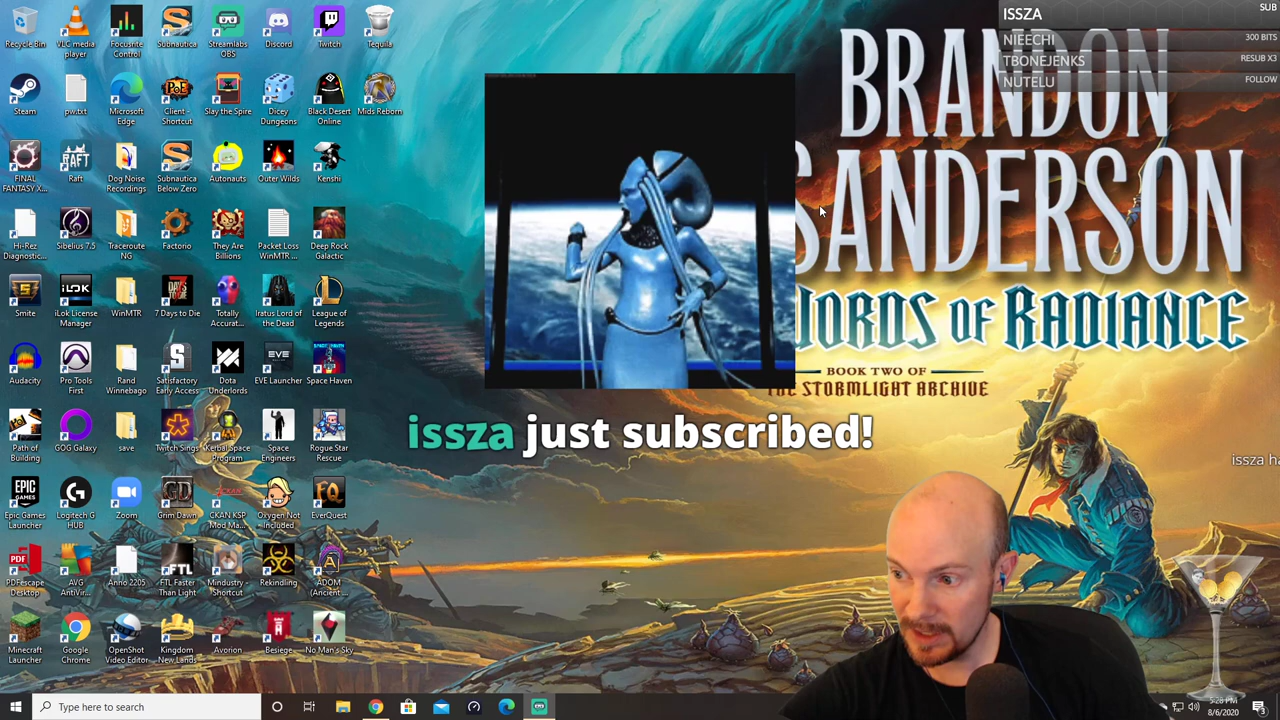 ISSZA SUB
NIEECHI 300 BITS
TBONEJENKS RESUB X3
NUTELU FOLLOW
BRANDON
SANDERSON
WORDS OF RADIANCE
BOOK TWO OF
THE STORMLIGHT ARCHIVE
issza just subscribed!
issza ha
Recycle Bin
VLC media player
Focusrite Control
Subnautica
Streamlabs OBS
Discord
Twitch
Tequila
Steam
pw.txt
Microsoft Edge
Client - Shortcut
Slay the Spire
Dicey Dungeons
Black Desert Online
Mids Reborn
FINAL FANTASY X...
Raft
Dog Noise Recordings
Subnautica Below Zero
Autonauts
Outer Wilds
Kenshi
Hi-Rez Diagnostic...
Sibelius 7.5
Traceroute NG
Factorio
They Are Billions
Packet Loss WinMTR ...
Deep Rock Galactic
Smite
iLok License Manager
WinMTR
7 Days to Die
Totally Accurat...
Iratus Lord of the Dead
League of Legends
Audacity
Pro Tools First
Rand Winnebago
Satisfactory Early Access
Dota Underlords
EVE Launcher
Space Haven
Path of Building
GOG Galaxy
save
Twitch Sings
Kerbal Space Program
Space Engineers
Rogue Star Rescue
Epic Games Launcher
Logitech G HUB
Zoom
Grim Dawn
CKAN KSP Mod Ma...
Oxygen Not Included
EverQuest
PDFescape Desktop
AVG AntiVir...
Anno 2205
FTL Faster Than Light
Mindustry - Shortcut
Rekindling
ADOM (Ancient ...
Minecraft Launcher
Google Chrome
OpenShot Video Editor
Kingdom New Lands
Avorion
Besiege
No Man's Sky
Type here to search
5:28 PM
8/6/2020